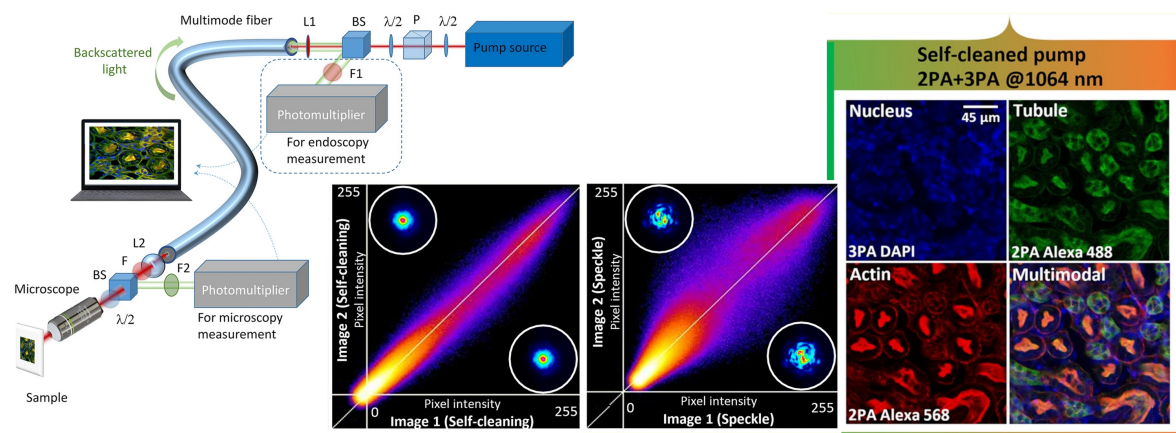 Multimode fiber
L1
BS
λ/2
P
λ/2
Pump source
Backscattered
light
F1
Photomultiplier
For endoscopy
measurement
L2
F
BS
F2
Photomultiplier
Microscope
λ/2
For microscopy
measurement
Sample
255
Image 2 (Self-cleaning)
Pixel intensity
0
Pixel intensity
255
Image 1 (Self-cleaning)
255
Image 2 (Speckle)
Pixel intensity
0
Pixel intensity
255
Image 1 (Speckle)
Self-cleaned pump
2PA+3PA @1064 nm
Nucleus
45 μm
3PA DAPI
Tubule
2PA Alexa 488
Actin
2PA Alexa 568
Multimodal